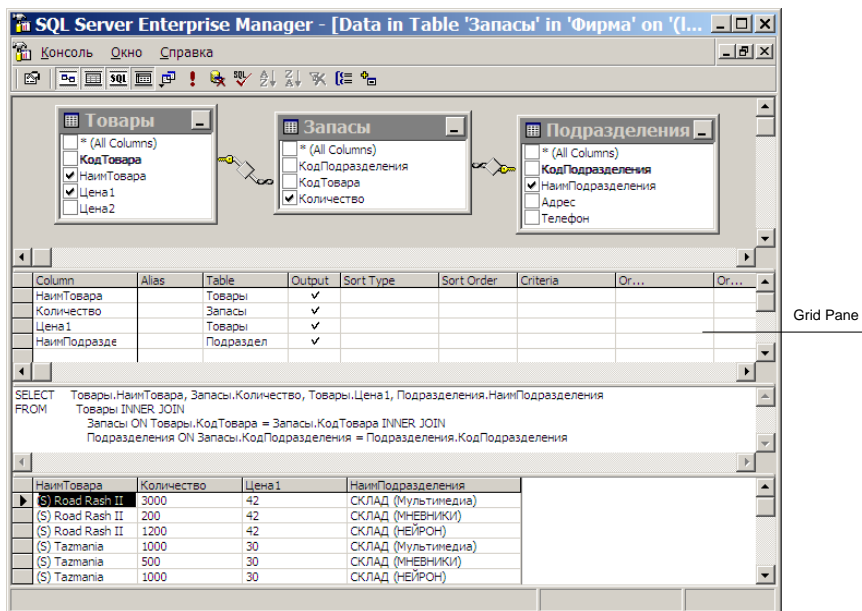 SQL Server Enterprise Manager - [Data in Table 'Запасы' in 'Фирма' on '(l...
Консоль Окно Справка
SQL SQL
Товары
* (All Columns)
КодТовара
НаимТовара
Цена1
Цена2
Запасы
* (All Columns)
КодПодразделения
КодТовара
Количество
Подразделения
* (All Columns)
КодПодразделения
НаимПодразделения
Адрес
Телефон
Column Alias Table Output Sort Type Sort Order Criteria Or... Or...
НаимТовара Товары
Количество Запасы
Цена1 Товары
НаимПодразде Подраздел
Grid Pane
SELECT Товары.НаимТовара, Запасы.Количество, Товары.Цена1, Подразделения.НаимПодразделения
FROM Товары INNER JOIN
Запасы ON Товары.КодТовара = Запасы.КодТовара INNER JOIN
Подразделения ON Запасы.КодПодразделения = Подразделения.КодПодразделения
НаимТовара Количество Цена1 НаимПодразделения
(S) Road Rash II 3000 42 СКЛАД (Мультимедиа)
(S) Road Rash II 200 42 СКЛАД (МНЕВНИКИ)
(S) Road Rash II 1200 42 СКЛАД (НЕЙРОН)
(S) Tazmania 1000 30 СКЛАД (Мультимедиа)
(S) Tazmania 500 30 СКЛАД (МНЕВНИКИ)
(S) Tazmania 1000 30 СКЛАД (НЕЙРОН)